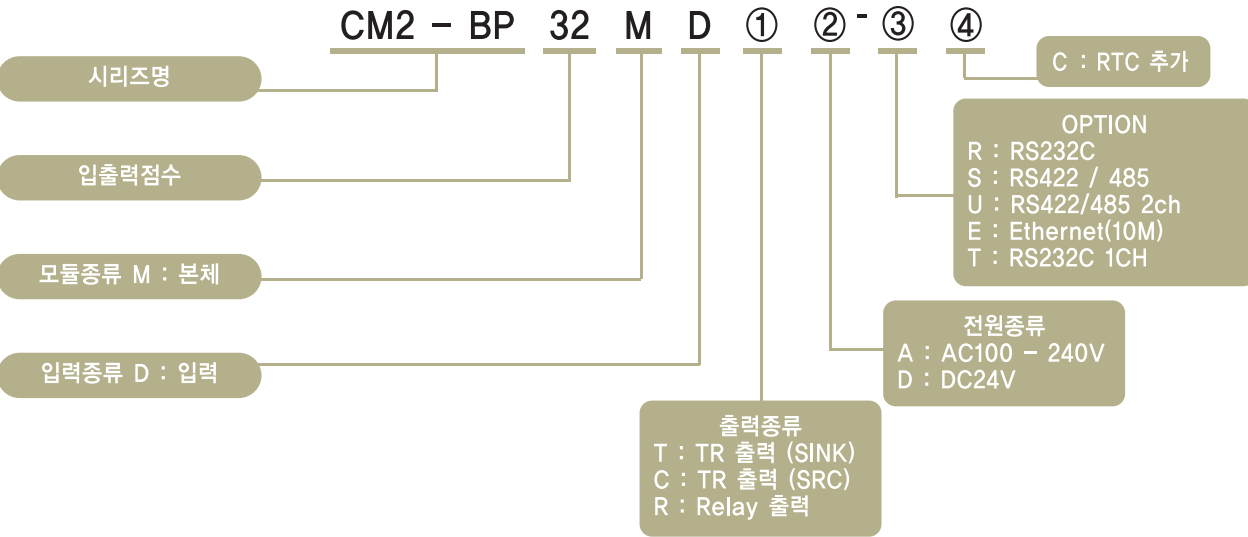 CM2 - BP 32 M D ① ② - ③ ④
시리즈명
C : RTC 추가
OPTION
R : RS232C
S : RS422 / 485
U : RS422/485 2ch
E : Ethernet(10M)
T : RS232C 1CH
입출력점수
모듈종류 M : 본체
입력종류 D : 입력
전원종류
A : AC100 - 240V
D : DC24V
출력종류
T : TR 출력 (SINK)
C : TR 출력 (SRC)
R : Relay 출력